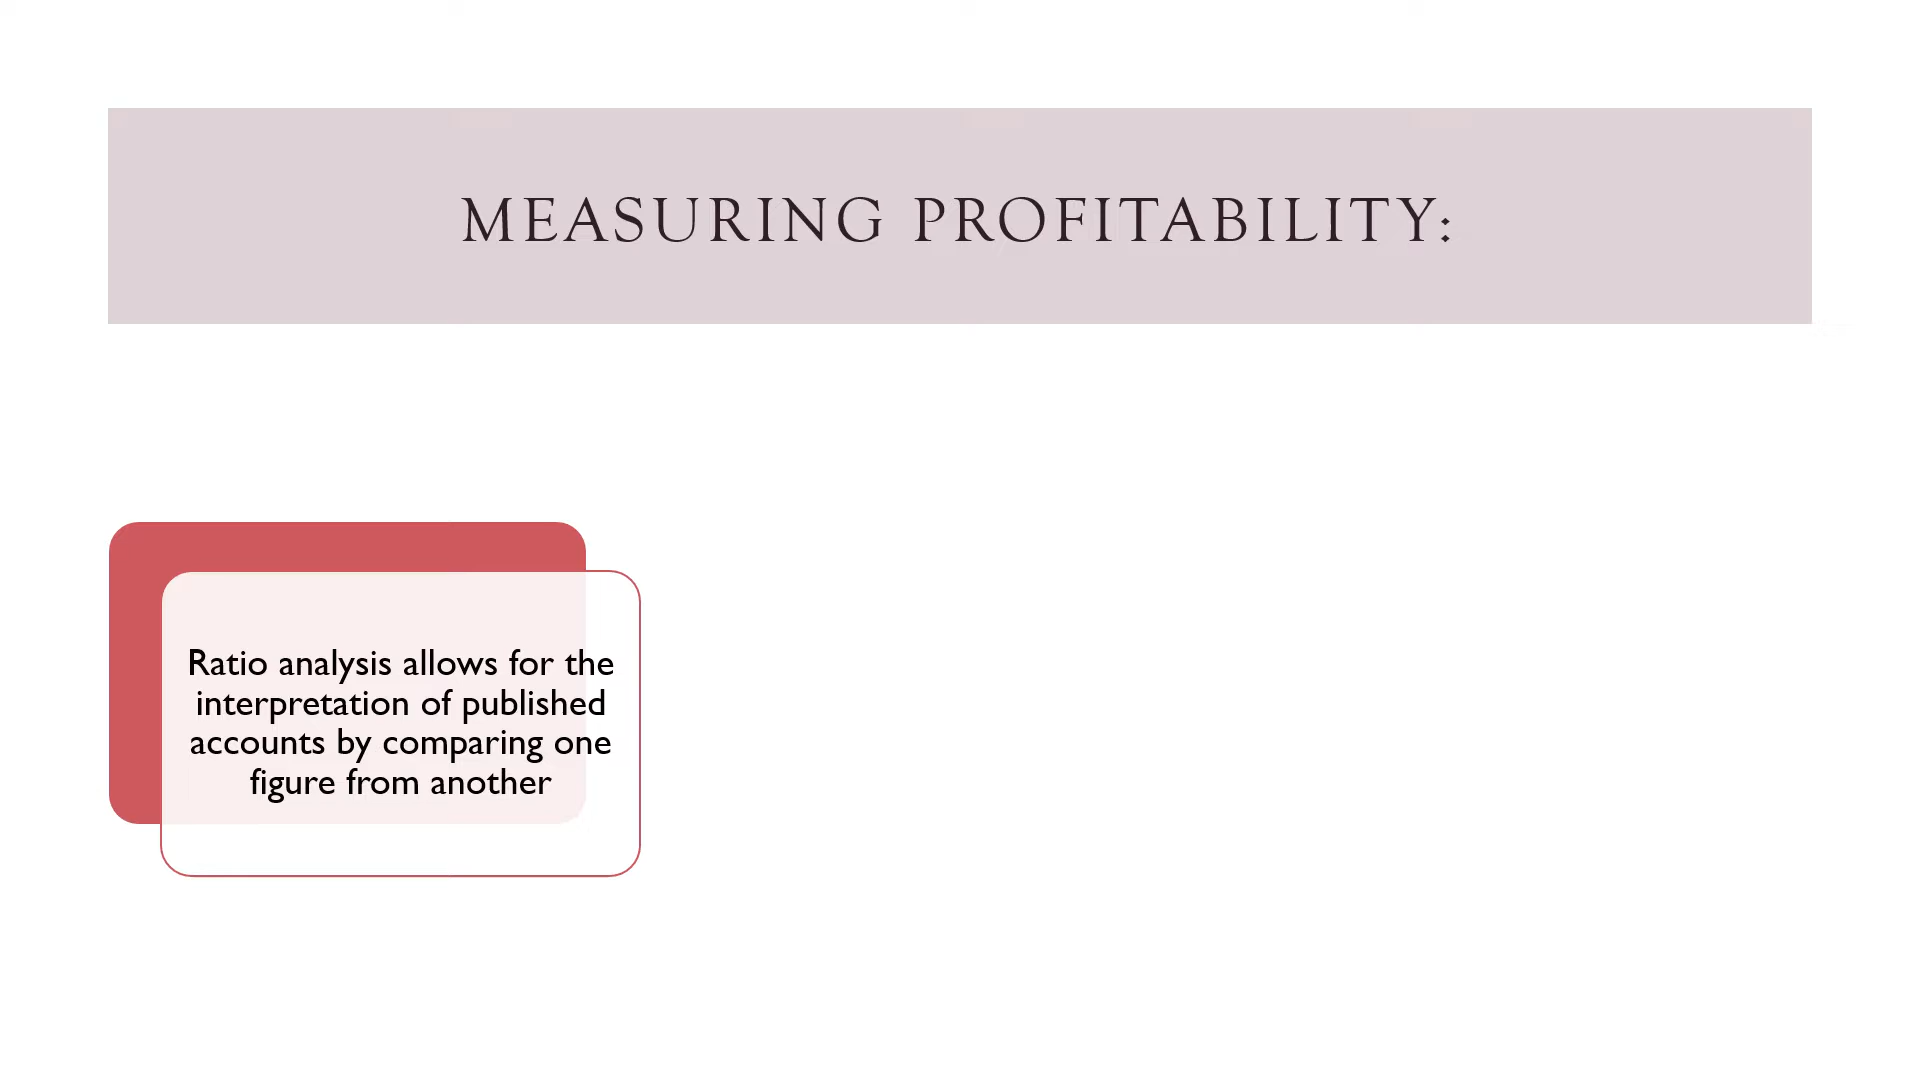 MEASURING PROFITABILITY:
Ratio analysis allows for the
interpretation of published
accounts by comparing one
figure from another